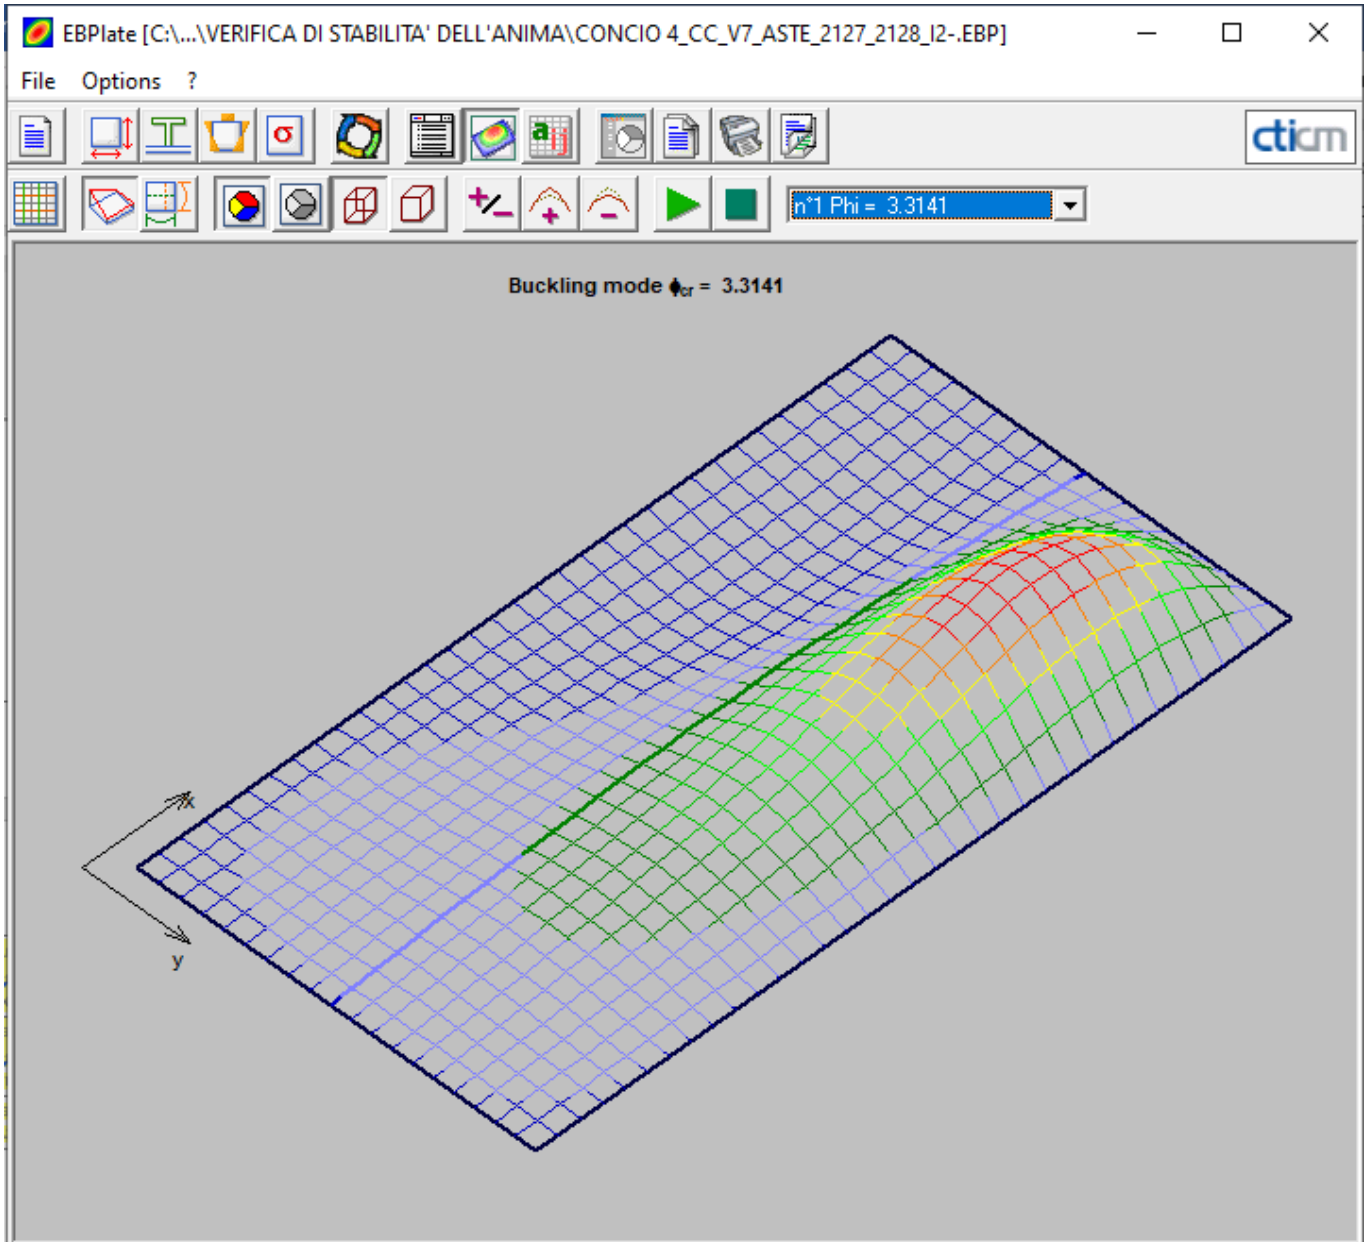 EBPlate [C:\...\VERIFICA DI STABILITA' DELL'ANIMA\CONCIO 4_CC_V7_ASTE_2127_2128_I2-.EBP]
File Options ?
σ
aij
cticm
n°1 Phi = 3.3141
Buckling mode ϕcr = 3.3141
x
y